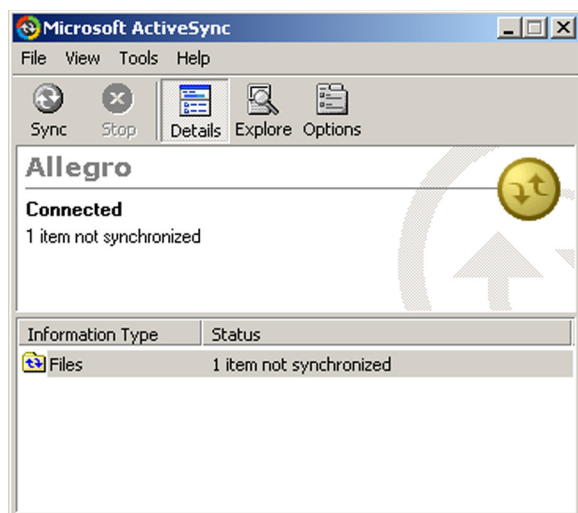 Microsoft ActiveSync
File View Tools Help
Sync Stop Details Explore Options
Allegro
Connected
1 item not synchronized
Information Type Status
Files 1 item not synchronized